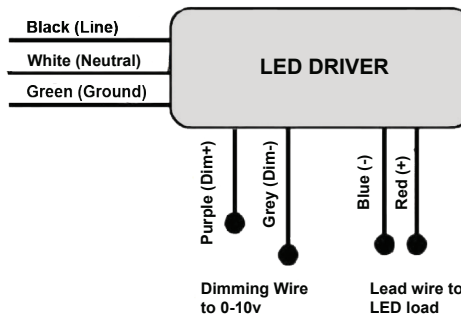 Black (Line)
White (Neutral)
Green (Ground)
LED DRIVER
Purple (Dim+)
Grey (Dim-)
Blue (-)
Red (+)
Dimming Wire
to 0-10v
Lead wire to
LED load